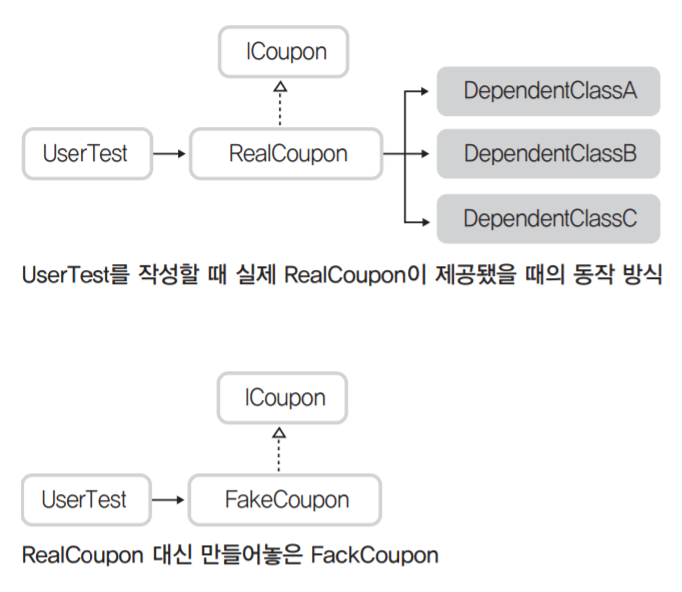 ICoupon
DependentClassA
UserTest
RealCoupon
DependentClassB
DependentClassC
UserTest를 작성할 때 실제 RealCoupon이 제공됐을 때의 동작 방식
ICoupon
UserTest
FakeCoupon
RealCoupon 대신 만들어놓은 FackCoupon